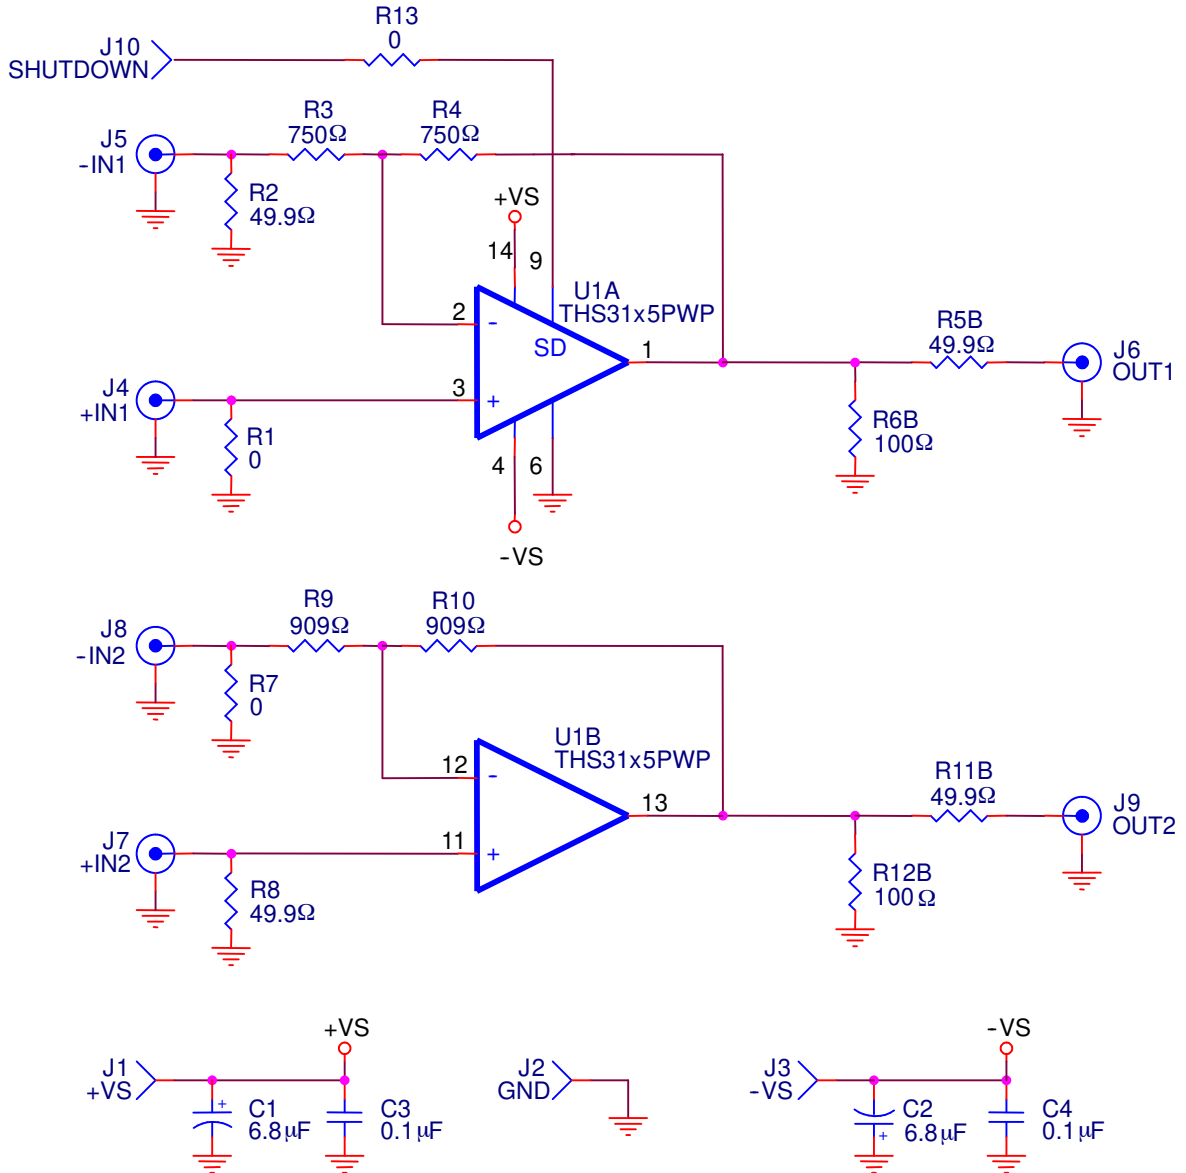 R13
0
J10
SHUTDOWN
R3
750Ω
R4
750Ω
J5
-IN1
R2
49.9Ω
+VS
14
9
U1A
THS31x5PWP
2
-
SD
1
R5B
49.9Ω
J6
OUT1
J4
+IN1
3
+
R1
0
R6B
100Ω
4
6
-VS
R9
909Ω
R10
909Ω
J8
-IN2
R7
0
U1B
THS31x5PWP
12
-
13
R11B
49.9Ω
J9
OUT2
J7
+IN2
11
+
R8
49.9Ω
R12B
100Ω
+VS
-VS
J1
+VS
J2
GND
J3
-VS
+
C1
6.8µF
C3
0.1µF
C2
6.8µF
+
C4
0.1µF